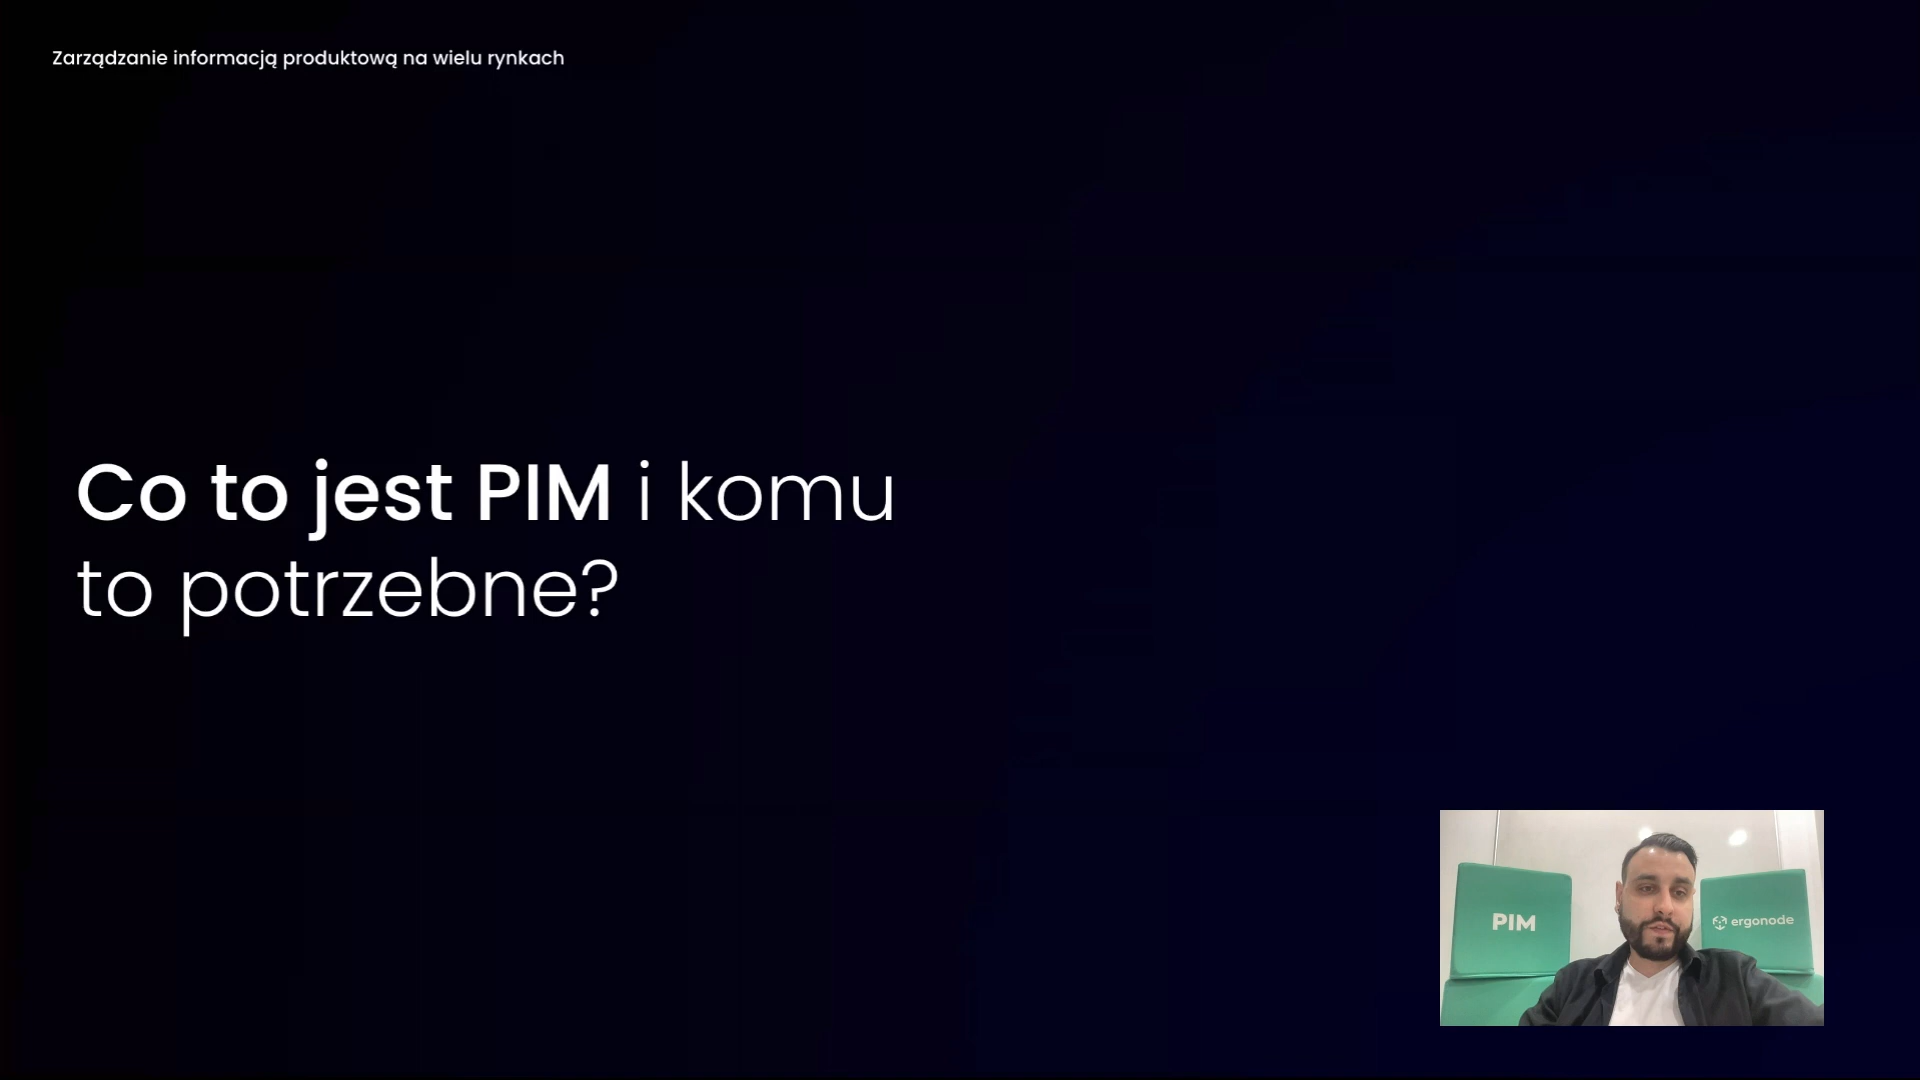 Zarządzanie informacją produktową na wielu rynkach
Co to jest PIM i komu
to potrzebne?
PIM
ergonode